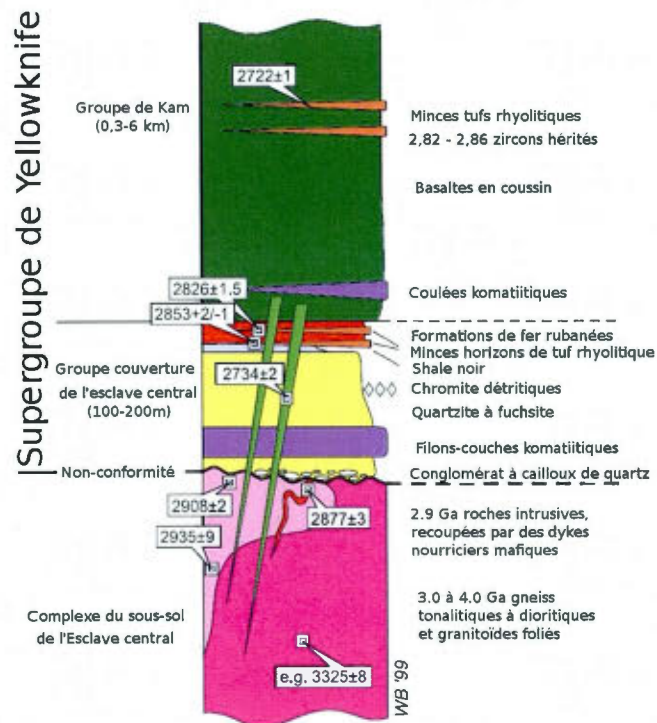 Supergroupe de Yellowknife
Groupe de Kam
(0,3-6 km)
2722±1
Minces tufs rhyolitiques
2,82 - 2,86 zircons hérités
Basaltes en coussin
2826±1.5
Coulées komatiitiques
2853+2/-1
Formations de fer rubanées
Minces horizons de tuf rhyolitique
Shale noir
Groupe couverture
de l'esclave central
(100-200m)
2734±2
Chromite détritiques
Quartzite à fuchsite
Filons-couches komatiitiques
Non-conformité
Conglomérat à cailloux de quartz
2908±2
2877±3
2935±9
2.9 Ga roches intrusives,
recoupées par des dykes
nourriciers mafiques
Complexe du sous-sol
de l'Esclave central
3.0 à 4.0 Ga gneiss
tonalitiques à dioritiques
et granitoïdes foliés
e.g. 3325±8
WB '99